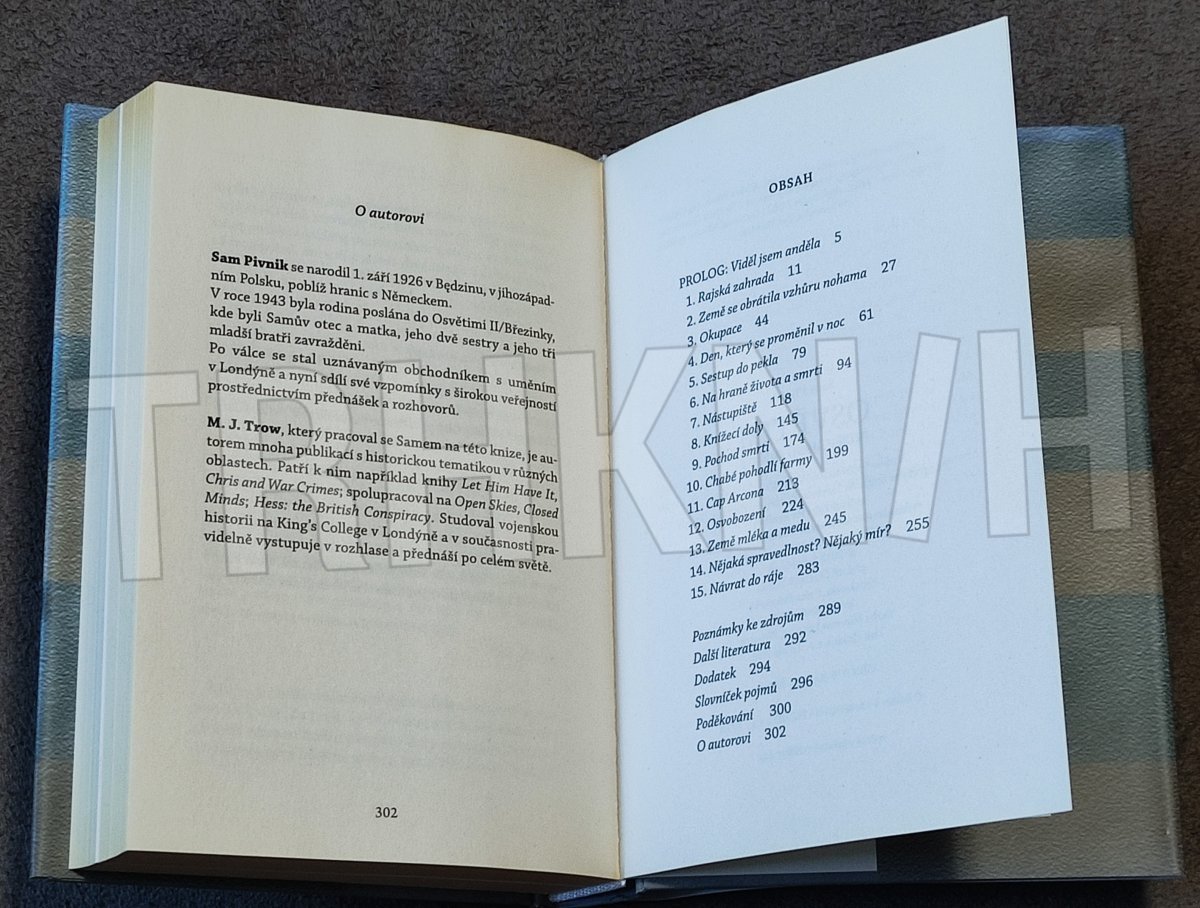 O autorovi
Sam Pivnik se narodil 1. září 1926 v Będzinu, v jihozápad-
ním Polsku, poblíž hranic s Německem.
V roce 1943 byla rodina poslána do Osvětimi II/Březinky,
kde byli Samův otec a matka, jeho dvě sestry a jeho tři
mladší bratři zavražděni.
Po válce se stal uznávaným obchodníkem s uměním
v Londýně a nyní sdílí své vzpomínky s širokou veřejností
prostřednictvím přednášek a rozhovorů.
M. J. Trow, který pracoval se Samem na této knize, je au-
torem mnoha publikací s historickou tematikou v různých
oblastech. Patří k nim například knihy Let Him Have It,
Chris and War Crimes; spolupracoval na Open Skies, Closed
Minds; Hess: the British Conspiracy. Studoval vojenskou
historii na King's College v Londýně a v současnosti pra-
videlně vystupuje v rozhlase a přednáší po celém světě.
302
OBSAH
PROLOG: Viděl jsem anděla 5
1. Rajská zahrada 11
2. Země se obrátila vzhůru nohama 27
3. Okupace 44
4. Den, který se proměnil v noc 61
5. Sestup do pekla 79
6. Na hraně života a smrti 94
7. Nástupiště 118
8. Knížecí doly 145
9. Pochod smrti 174
10. Chabé pohodlí farmy 199
11. Cap Arcona 213
12. Osvobození 224
13. Země mléka a medu 245
14. Nějaká spravedlnost? Nějaký mír? 255
15. Návrat do ráje 283
Poznámky ke zdrojům 289
Další literatura 292
Dodatek 294
Slovníček pojmů 296
Poděkování 300
O autorovi 302
TRHKN/H